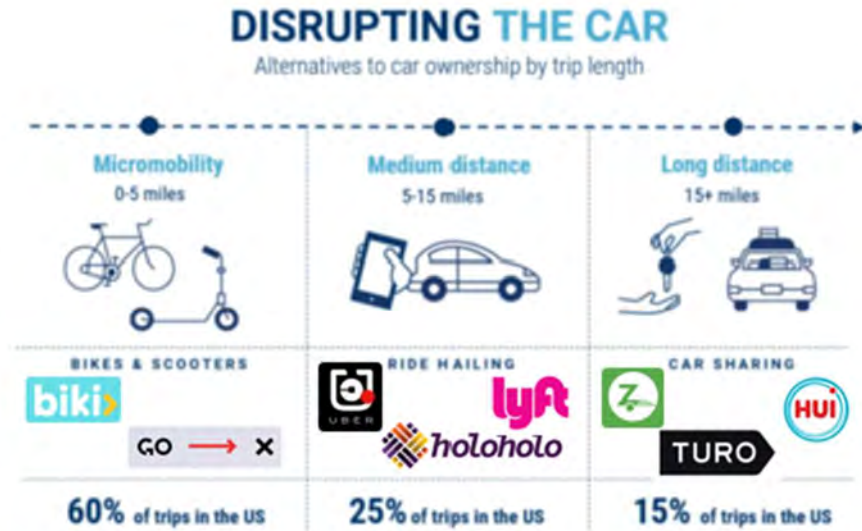 DISRUPTING THE CAR
Alternatives to car ownership by trip length
Micromobility
0-5 miles
Medium distance
5-15 miles
Long distance
15+ miles
BIKES & SCOOTERS
biki
GO X
RIDE HAILING
UBER
lyft
holoholo
CAR SHARING
Z
HUI
TURO
60% of trips in the US
25% of trips in the US
15% of trips in the US